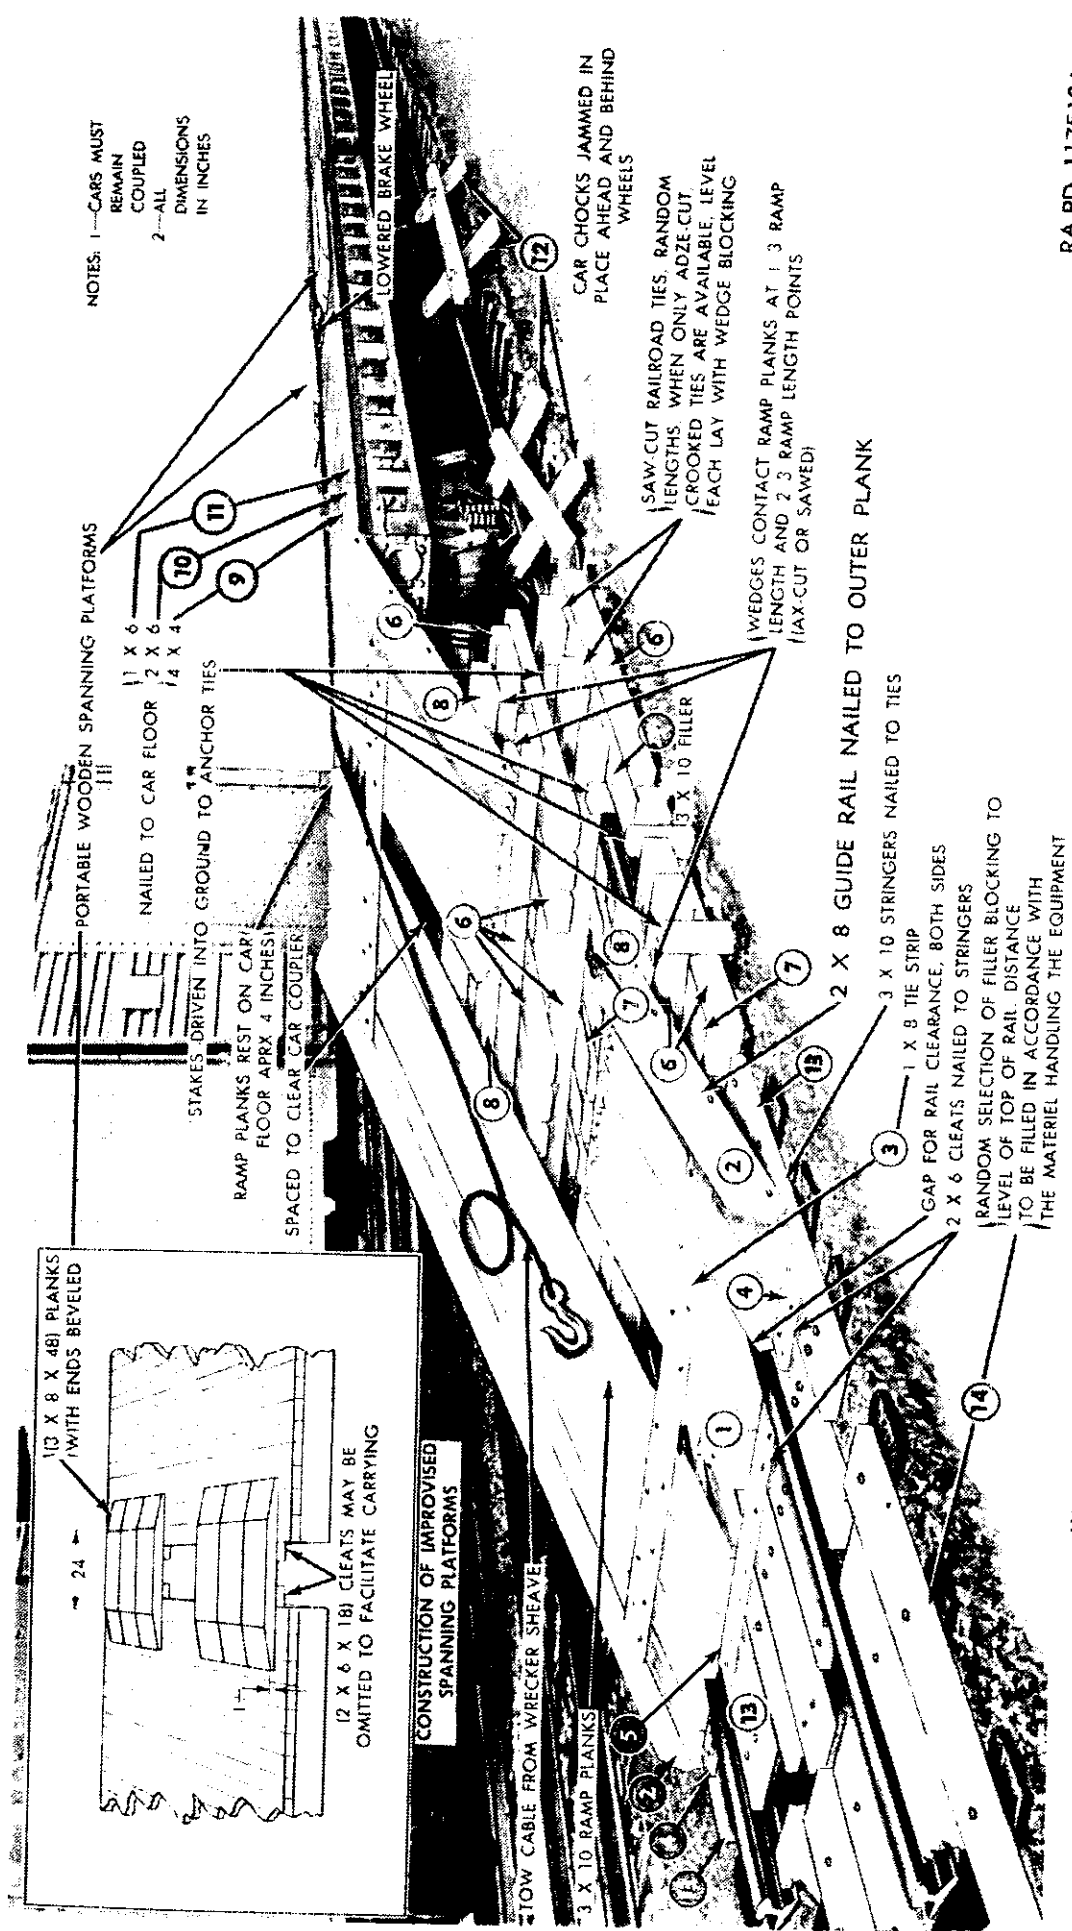 NOTES: 1—CARS MUST
REMAIN
COUPLED
2—ALL
DIMENSIONS
IN INCHES
PORTABLE WOODEN SPANNING PLATFORMS
LOWERED BRAKE WHEEL
NAILED TO CAR FLOOR
1 X 6
2 X 6
4 X 4
11
10
9
STAKES DRIVEN INTO GROUND TO ANCHOR TIES
RAMP PLANKS REST ON CAR
FLOOR APRX 4 INCHES
SPACED TO CLEAR CAR COUPLER
(3 X 8 X 48) PLANKS
(WITH ENDS BEVELED
24
(2 X 6 X 18) CLEATS MAY BE
OMITTED TO FACILITATE CARRYING
CONSTRUCTION OF IMPROVISED
SPANNING PLATFORMS
TOW CABLE FROM WRECKER SHEAVE
3 X 10 RAMP PLANKS
12
CAR CHOCKS JAMMED IN
PLACE AHEAD AND BEHIND
WHEELS
SAW-CUT RAILROAD TIES, RANDOM
LENGTHS. WHEN ONLY ADZE-CUT,
CROOKED TIES ARE AVAILABLE, LEVEL
EACH LAY WITH WEDGE BLOCKING
WEDGES CONTACT RAMP PLANKS AT 1 3 RAMP
LENGTH AND 2 3 RAMP LENGTH POINTS
(AX-CUT OR SAWED)
6
8
6
3 X 10 FILLER
6
8
8
7
6
7
2 X 8 GUIDE RAIL NAILED TO OUTER PLANK
13
2
3 X 10 STRINGERS NAILED TO TIES
3
1 X 8 TIE STRIP
GAP FOR RAIL CLEARANCE, BOTH SIDES
2 X 6 CLEATS NAILED TO STRINGERS
RANDOM SELECTION OF FILLER BLOCKING TO
LEVEL OF TOP OF RAIL. DISTANCE
TO BE FILLED IN ACCORDANCE WITH
THE MATERIEL HANDLING THE EQUIPMENT
4
1
14
5
13